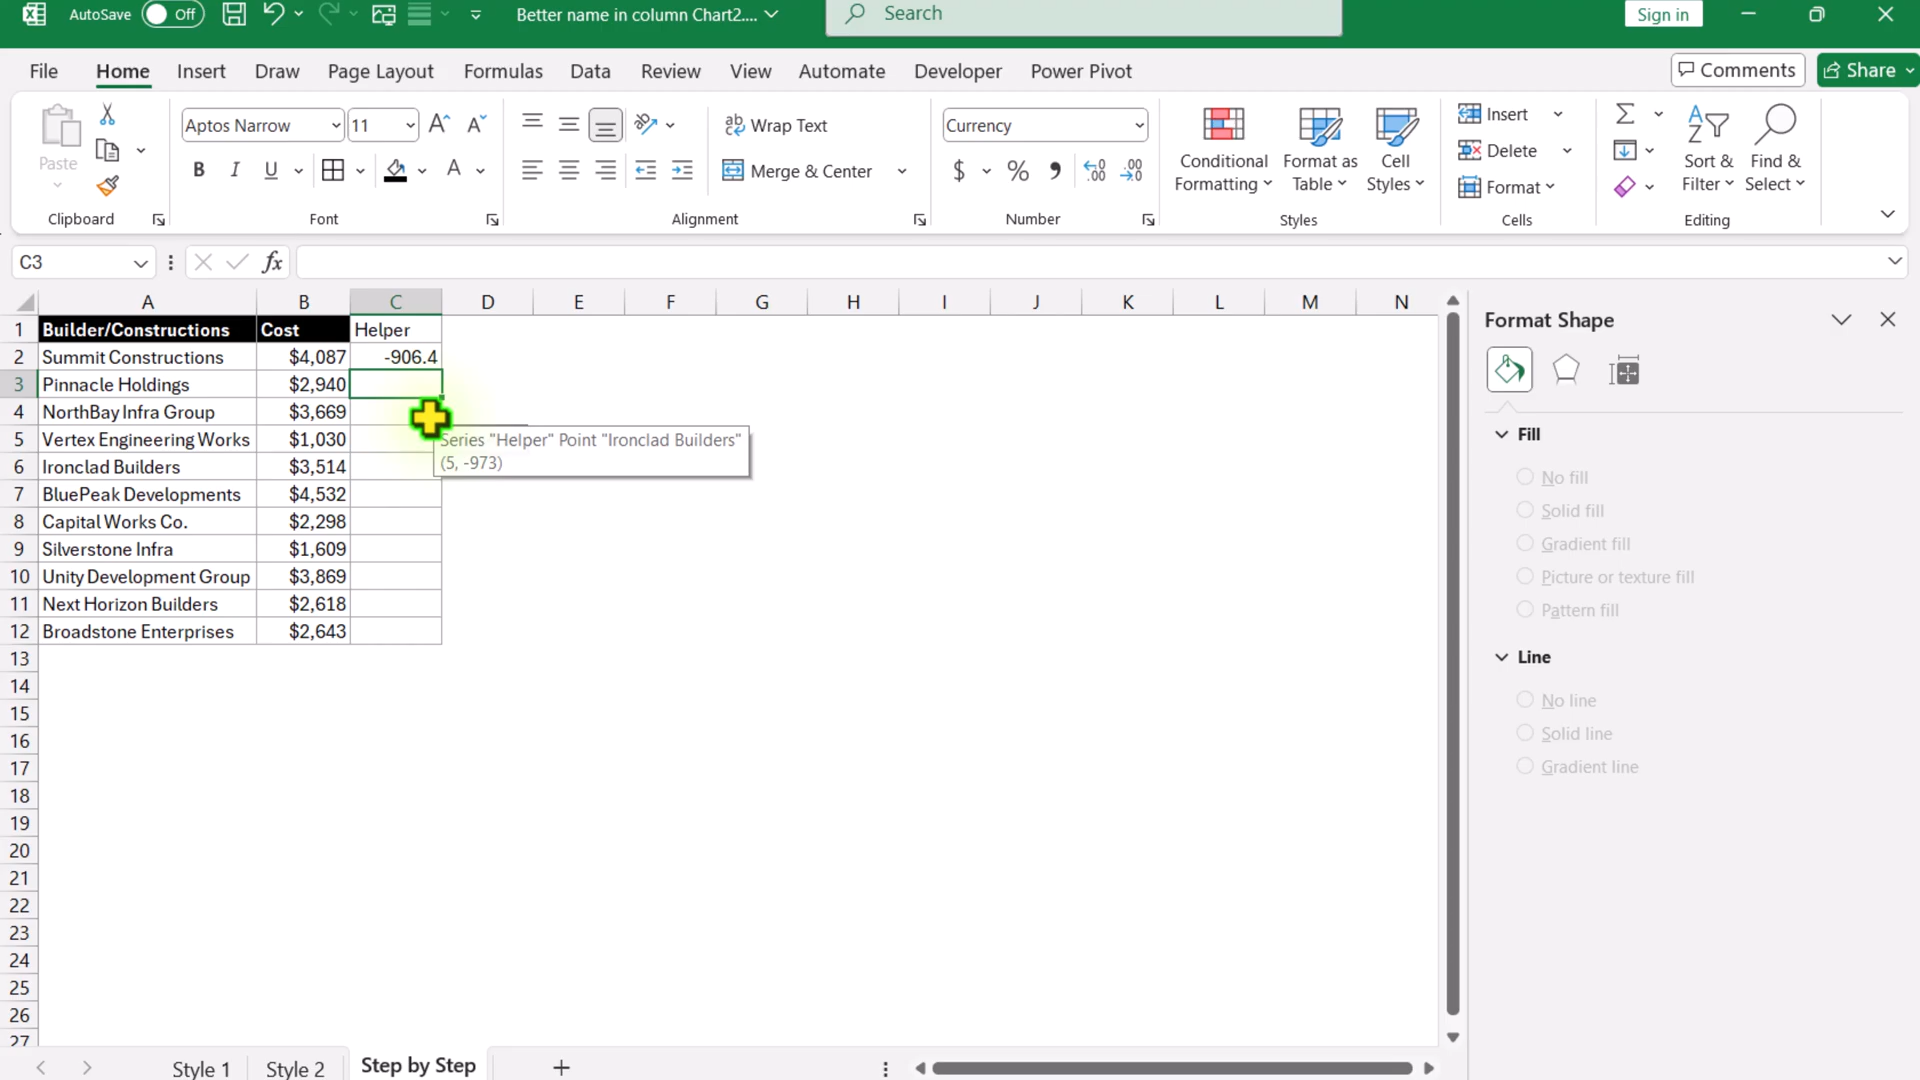 AutoSave Off Better name in column Chart2.... Search Sign in
File Home Insert Draw Page Layout Formulas Data Review View Automate Developer Power Pivot Comments Share
Paste
Clipboard
Aptos Narrow 11
B I U A
Font
ab Wrap Text
Merge & Center
Alignment
Currency
$ % .00 .00
Number
Conditional Formatting
Format as Table
Cell Styles
Styles
Insert
Delete
Format
Cells
Sort & Filter
Find & Select
Editing
C3 fx
A B C D E F G H I J K L M N
1 Builder/Constructions Cost Helper
2 Summit Constructions $4,087 -906.4
3 Pinnacle Holdings $2,940
4 NorthBay Infra Group $3,669
5 Vertex Engineering Works $1,030
6 Ironclad Builders $3,514
7 BluePeak Developments $4,532
8 Capital Works Co. $2,298
9 Silverstone Infra $1,609
10 Unity Development Group $3,869
11 Next Horizon Builders $2,618
12 Broadstone Enterprises $2,643
13
14
15
16
17
18
19
20
21
22
23
24
25
26
27
Series "Helper" Point "Ironclad Builders"
(5, -973)
Format Shape
Fill
No fill
Solid fill
Gradient fill
Picture or texture fill
Pattern fill
Line
No line
Solid line
Gradient line
Style 1 Style 2 Step by Step